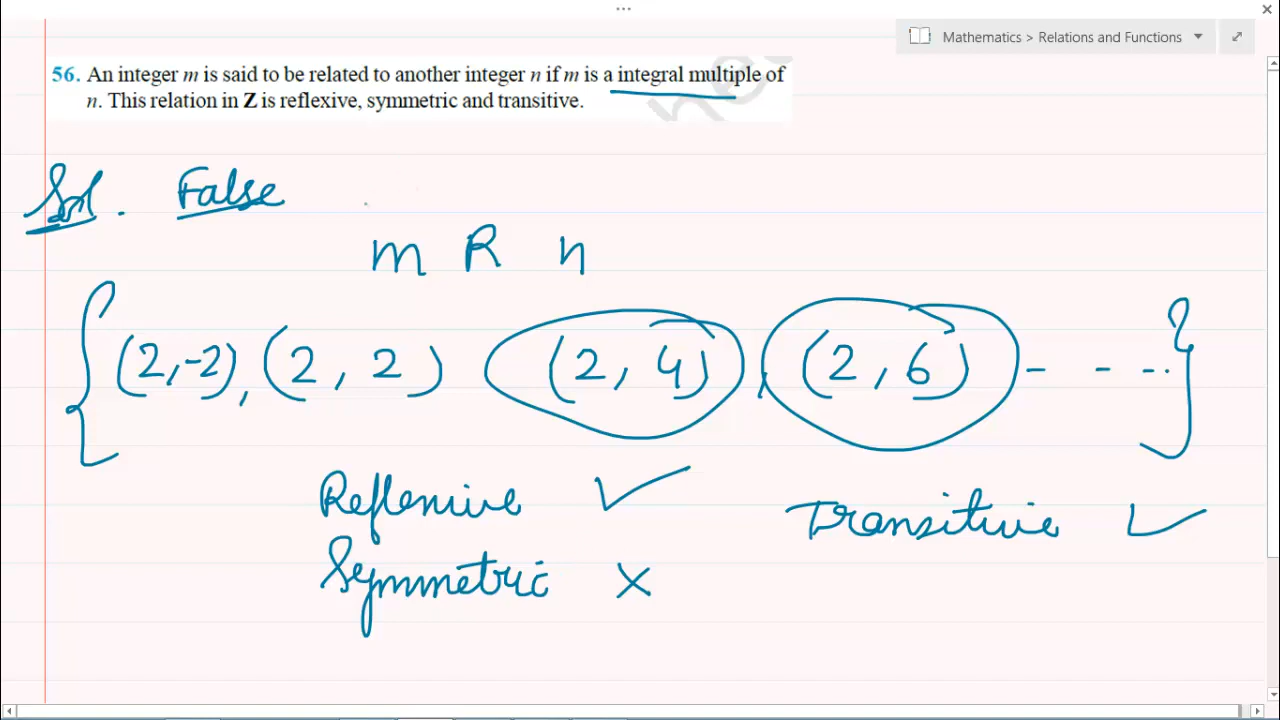 Mathematics > Relations and Functions
56. An integer m is said to be related to another integer n if m is a integral multiple of
n. This relation in Z is reflexive, symmetric and transitive.
Sol. False
m R n
{(2,-2), (2, 2) (2, 4), (2, 6) - - -..}
Reflexive ✓
Transitive ✓
Symmetric ×